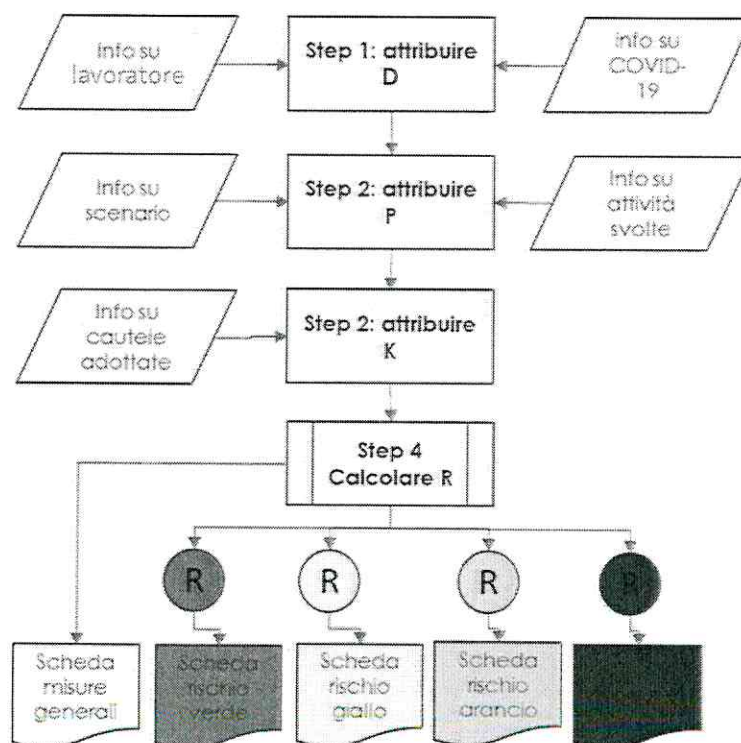 Info su
lavoratore
Step 1: attribuire
D
info su
COVID-
19
Info su
scenario
Step 2: attribuire
P
Info su
attività
svolte
Info su
cautele
adottate
Step 2: attribuire
K
Step 4
Calcolare R
R
R
R
R
Scheda
misure
generali
Scheda
rischio
verde
Scheda
rischio
giallo
Scheda
rischio
arancio